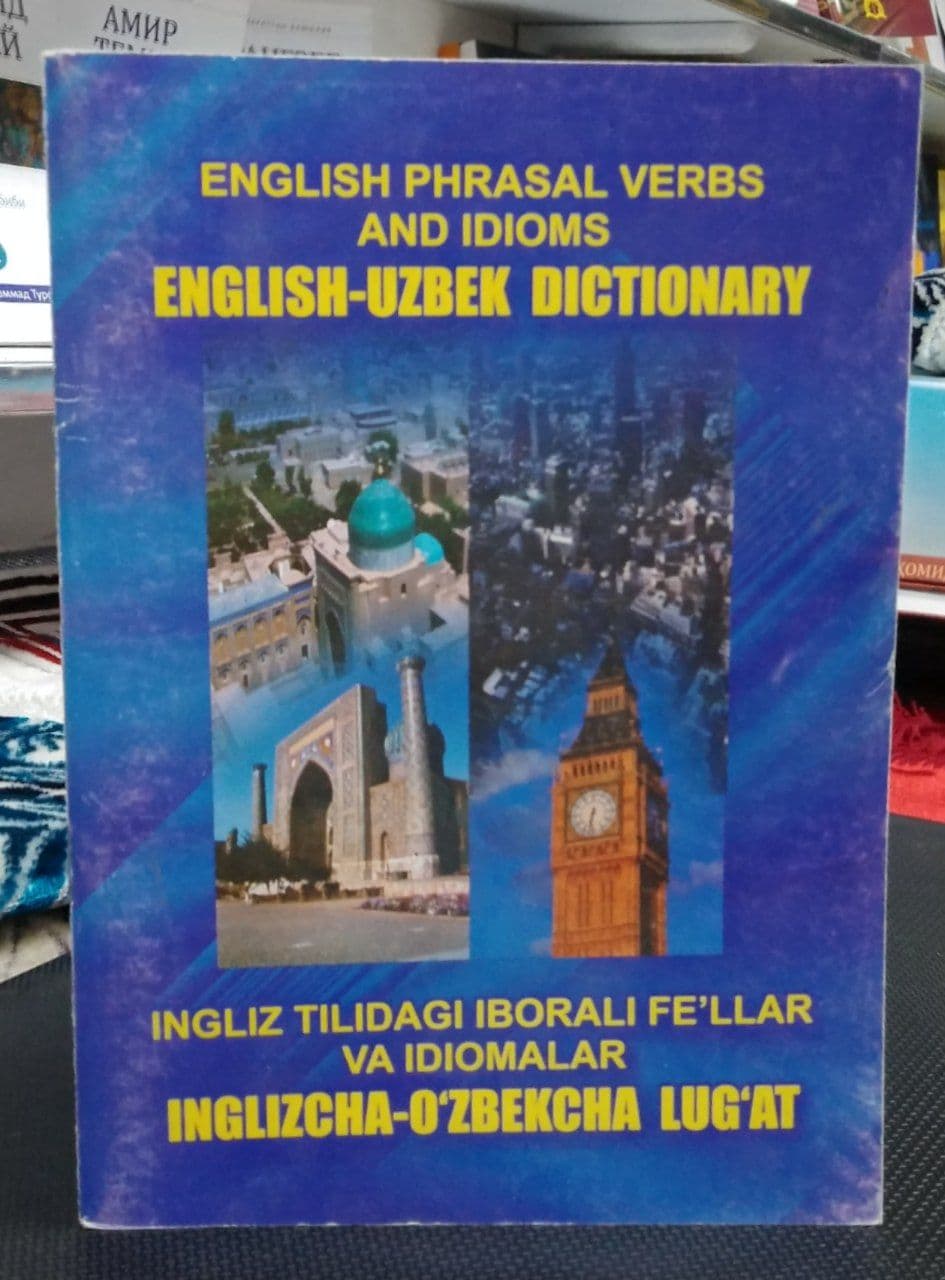 АМИР
ENGLISH PHRASAL VERBS
AND IDIOMS
ENGLISH-UZBEK DICTIONARY
INGLIZ TILIDAGI IBORALI FE’LLAR
VA IDIOMALAR
INGLIZCHA-O‘ZBEKCHA LUG‘AT